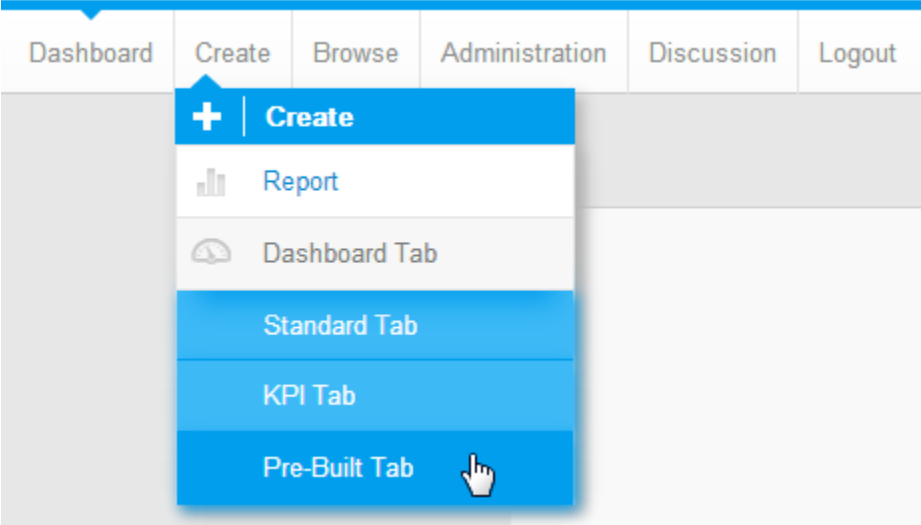 Dashboard Create Browse Administration Discussion Logout
Create
Report
Dashboard Tab
Standard Tab
KPI Tab
Pre-Built Tab